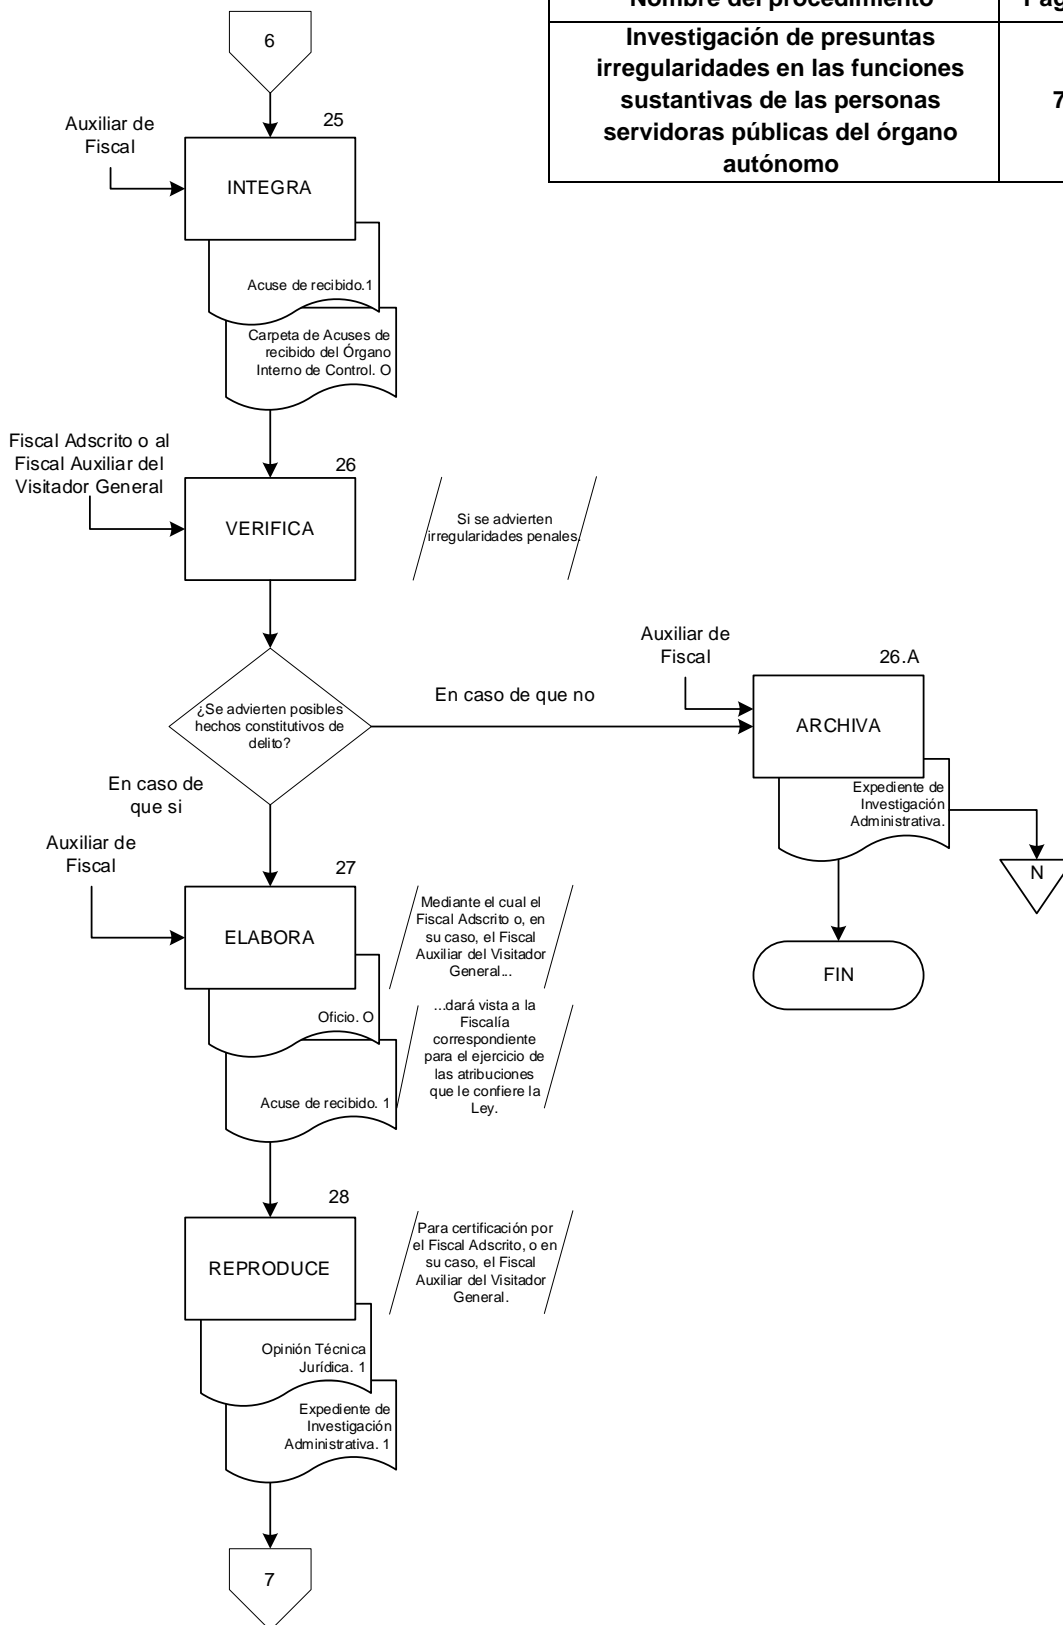 Nombre del procedimiento
Pág
Investigación de presuntas
irregularidades en las funciones
sustantivas de las personas
servidoras públicas del órgano
autónomo
7
6
25
Auxiliar de
Fiscal
INTEGRA
Acuse de recibido.1
Carpeta de Acuses de
recibido del Órgano
Interno de Control. O
Fiscal Adscrito o al
Fiscal Auxiliar del
Visitador General
26
VERIFICA
Si se advierten
irregularidades penales.
¿Se advierten posibles
hechos constitutivos de
delito?
En caso de que no
Auxiliar de
Fiscal
26.A
ARCHIVA
Expediente de
Investigación
Administrativa.
N
FIN
En caso de
que si
Auxiliar de
Fiscal
27
ELABORA
Mediante el cual el
Fiscal Adscrito o, en
su caso, el Fiscal
Auxiliar del Visitador
General...
Oficio. O
...dará vista a la
Fiscalía
correspondiente
para el ejercicio de
las atribuciones
que le confiere la
Ley.
Acuse de recibido. 1
28
REPRODUCE
Para certificación por
el Fiscal Adscrito, o en
su caso, el Fiscal
Auxiliar del Visitador
General.
Opinión Técnica
Jurídica. 1
Expediente de
Investigación
Administrativa. 1
7